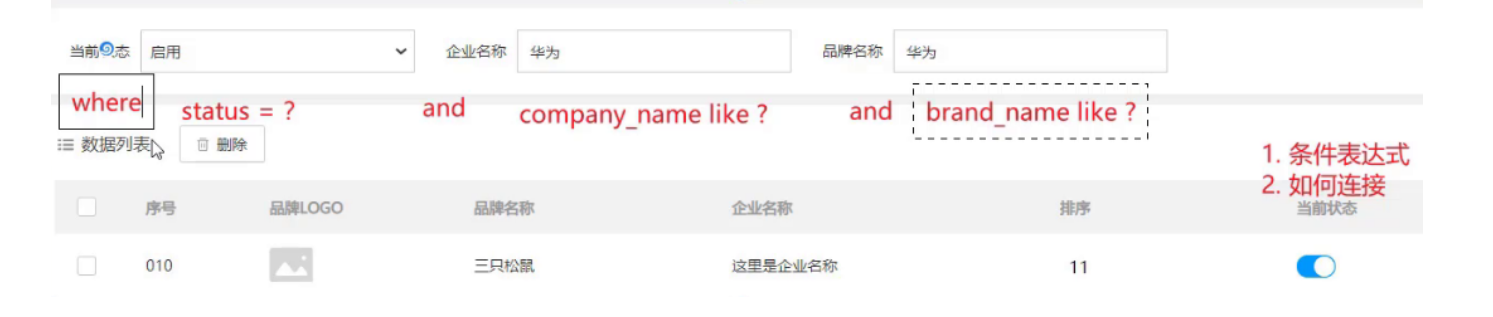 当前状态 启用 企业名称 华为 品牌名称 华为
where status = ? and company_name like ? and brand_name like ?
数据列表 删除
1. 条件表达式
2. 如何连接
序号 品牌LOGO 品牌名称 企业名称 排序 当前状态
010 三只松鼠 这里是企业名称 11